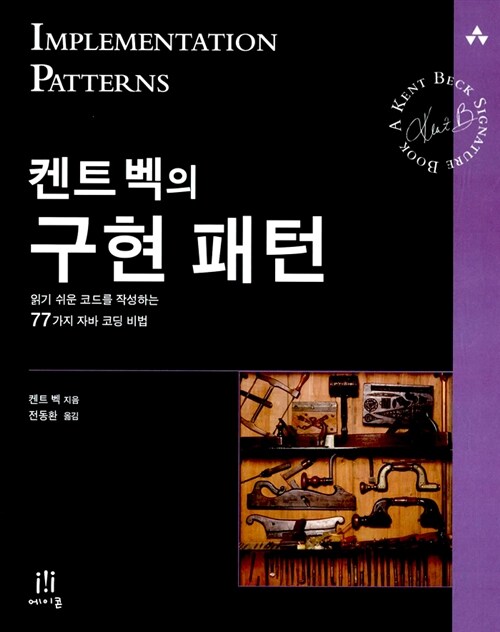 IMPLEMENTATION
PATTERNS
A KENT BECK SIGNATURE BOOK
Kent B
켄트 벡의
구현 패턴
읽기 쉬운 코드를 작성하는
77가지 자바 코딩 비법
켄트 벡 지음
전동환 옮김
에이콘